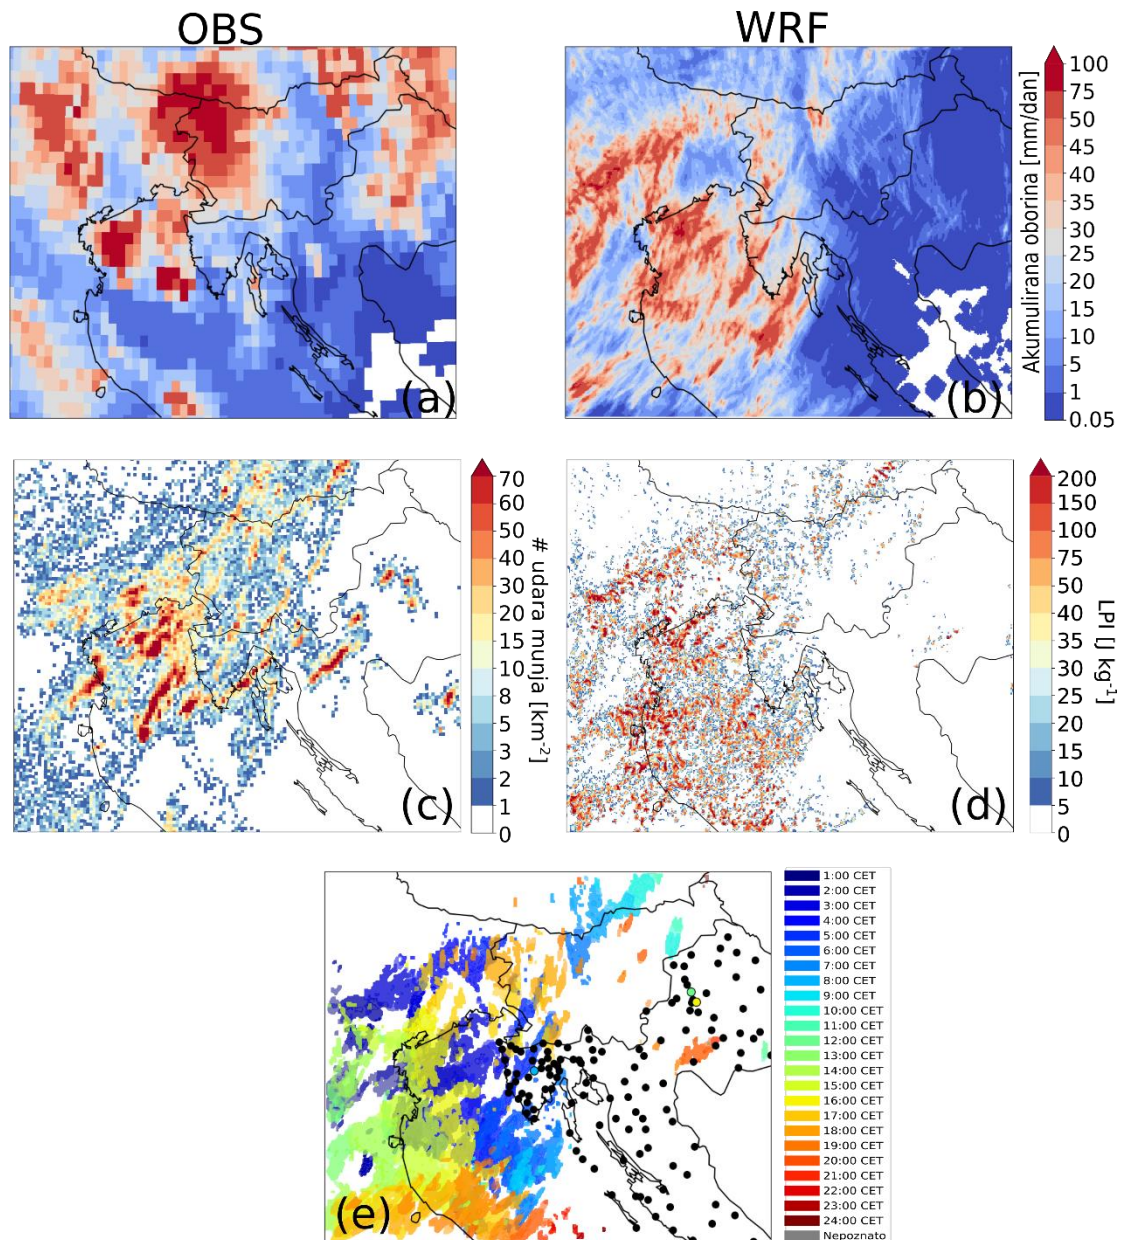 OBS
WRF
(a)
(b)
100
75
50
45
40
35
30
25
20
15
10
5
1
0.05
Akumulirana oborina [mm/dan]
(c)
70
60
50
40
30
20
15
10
8
5
3
2
1
0
# udara munja [km-2]
(d)
200
150
100
75
50
40
35
30
25
20
15
10
5
0
LPI [J kg-1]
(e)
1:00 CET
2:00 CET
3:00 CET
4:00 CET
5:00 CET
6:00 CET
7:00 CET
8:00 CET
9:00 CET
10:00 CET
11:00 CET
12:00 CET
13:00 CET
14:00 CET
15:00 CET
16:00 CET
17:00 CET
18:00 CET
19:00 CET
20:00 CET
21:00 CET
22:00 CET
23:00 CET
24:00 CET
Nepoznato